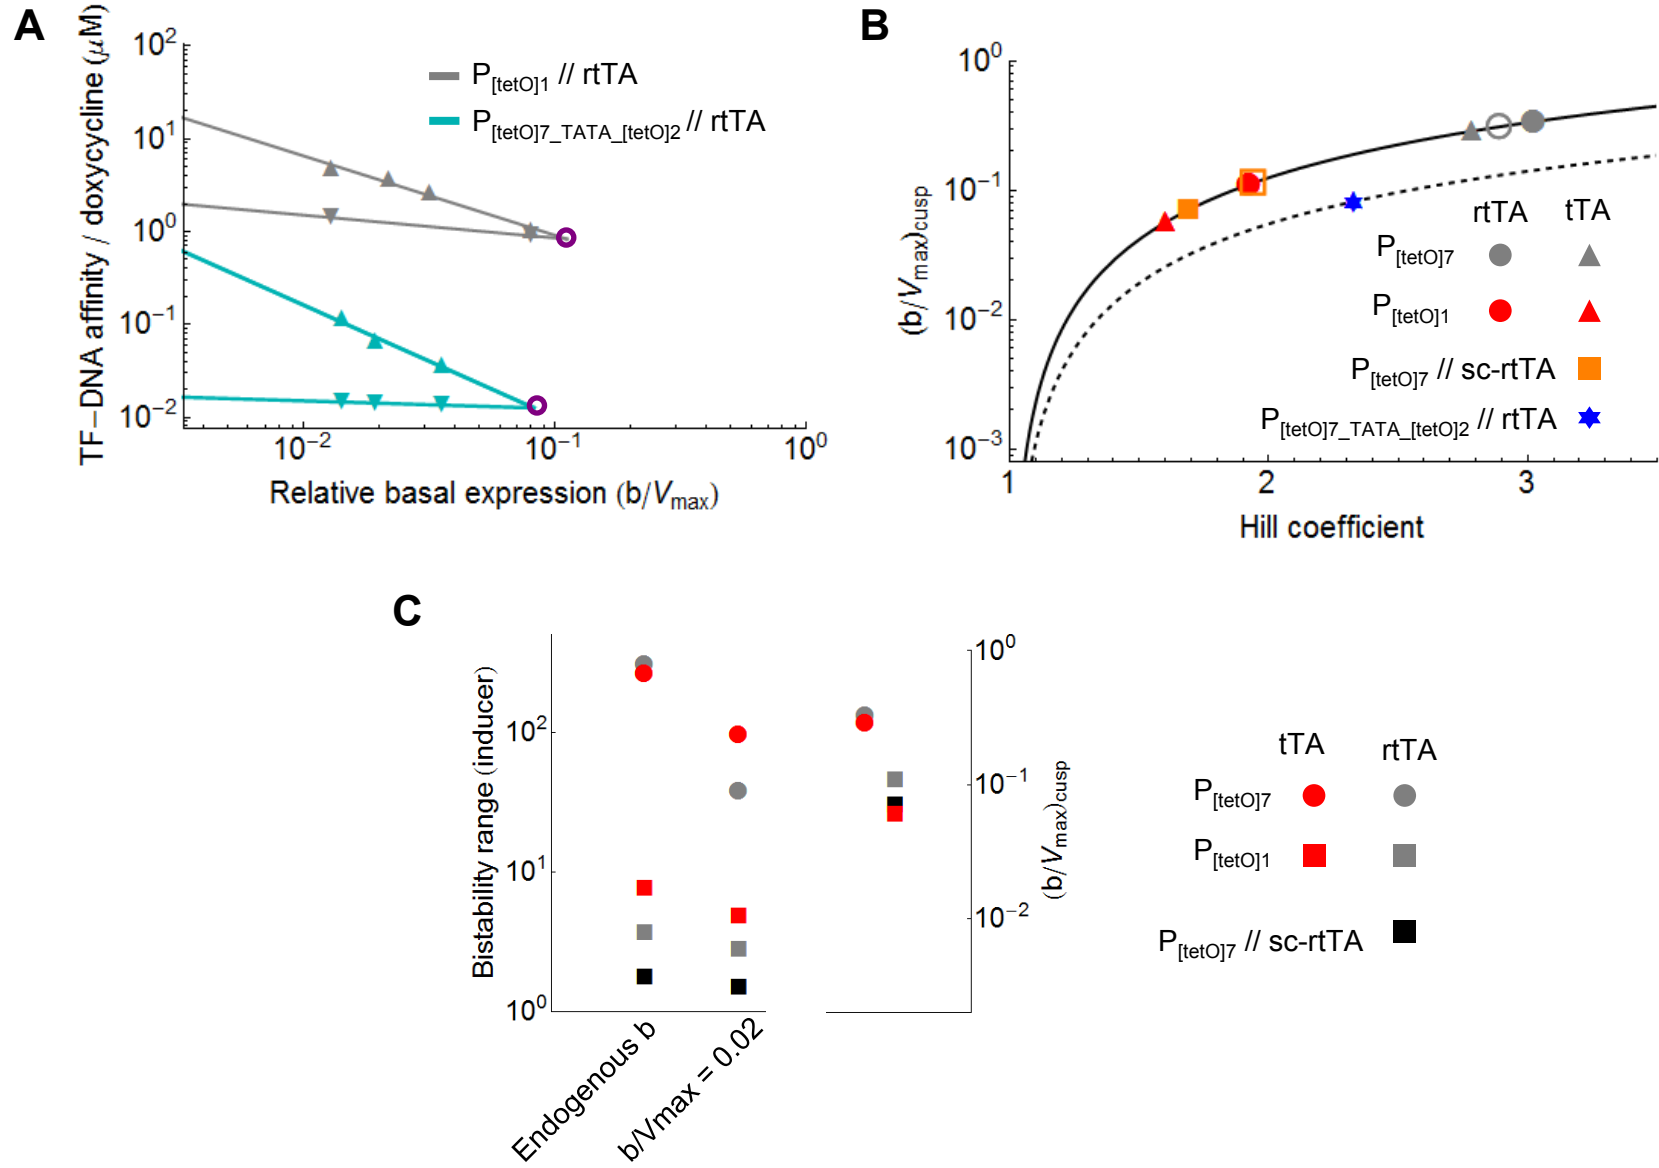 A
TF−DNA affinity / doxycycline (μM)
10²
10¹
10⁰
10⁻¹
10⁻²
10⁻²
10⁻¹
10⁰
Relative basal expression (b/Vmax)
P[tetO]1 // rtTA
P[tetO]7_TATA_[tetO]2 // rtTA
B
(b/Vmax)cusp
10⁰
10⁻¹
10⁻²
10⁻³
1
2
3
Hill coefficient
rtTA
tTA
P[tetO]7
P[tetO]1
P[tetO]7 // sc-rtTA
P[tetO]7_TATA_[tetO]2 // rtTA
C
Bistability range (inducer)
10²
10¹
10⁰
Endogenous b
b/Vmax = 0.02
10⁰
10⁻¹
10⁻²
(b/Vmax)cusp
tTA
rtTA
P[tetO]7
P[tetO]1
P[tetO]7 // sc-rtTA